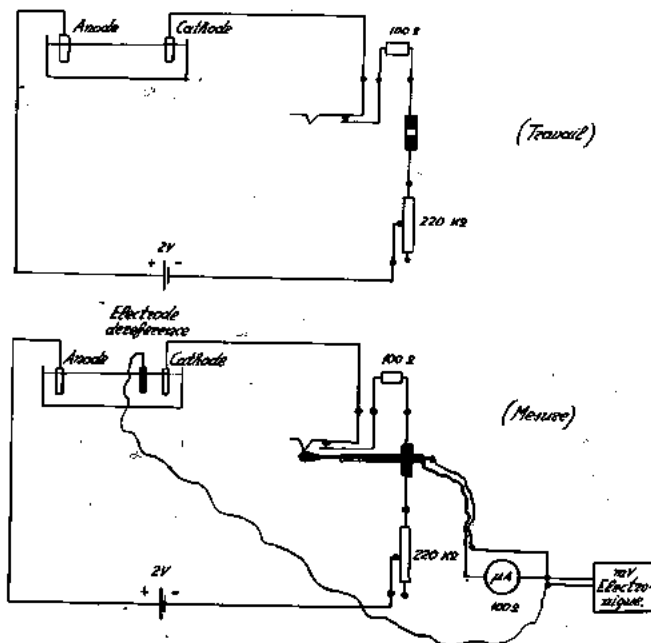 Anode
Cathode
100 Ω
(Travail)
220 KΩ
2V
+ -
Electrode
de référence
Anode
Cathode
100 Ω
(Mesure)
220 KΩ
2V
+ -
µA
100 Ω
mV
Electro-
nique.